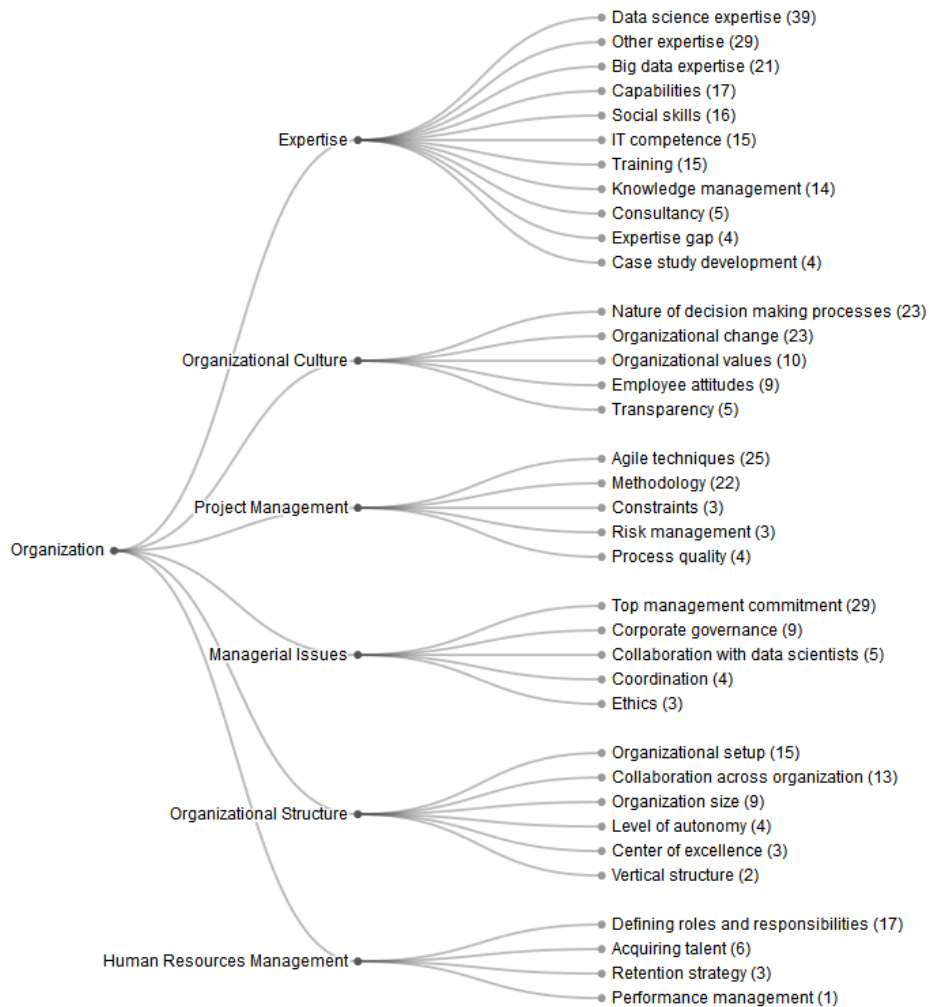 Organization
Expertise
Data science expertise (39)
Other expertise (29)
Big data expertise (21)
Capabilities (17)
Social skills (16)
IT competence (15)
Training (15)
Knowledge management (14)
Consultancy (5)
Expertise gap (4)
Case study development (4)
Organizational Culture
Nature of decision making processes (23)
Organizational change (23)
Organizational values (10)
Employee attitudes (9)
Transparency (5)
Project Management
Agile techniques (25)
Methodology (22)
Constraints (3)
Risk management (3)
Process quality (4)
Managerial Issues
Top management commitment (29)
Corporate governance (9)
Collaboration with data scientists (5)
Coordination (4)
Ethics (3)
Organizational Structure
Organizational setup (15)
Collaboration across organization (13)
Organization size (9)
Level of autonomy (4)
Center of excellence (3)
Vertical structure (2)
Human Resources Management
Defining roles and responsibilities (17)
Acquiring talent (6)
Retention strategy (3)
Performance management (1)